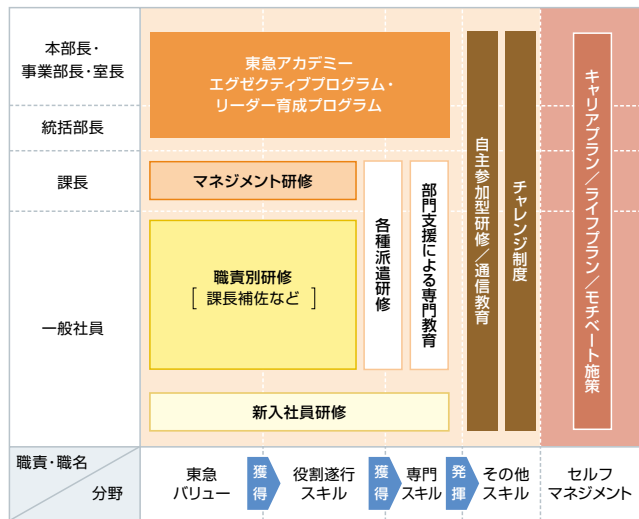 本部長・
事業部長・室長
統括部長
課長
一般社員
東急アカデミー
エグゼクティブプログラム・
リーダー育成プログラム
マネジメント研修
職責別研修
[ 課長補佐など ]
新入社員研修
各種派遣研修
部門支援による専門教育
自主参加型研修／通信教育
チャレンジ制度
キャリアプラン／ライフプラン／モチベート施策
職責・職名
分野
東急
バリュー
獲得
役割遂行
スキル
獲得
専門
スキル
発揮
その他
スキル
セルフ
マネジメント